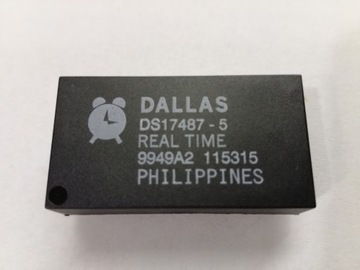 DALLAS
DS17487-5
REAL TIME
9949A2 115315
PHILIPPINES